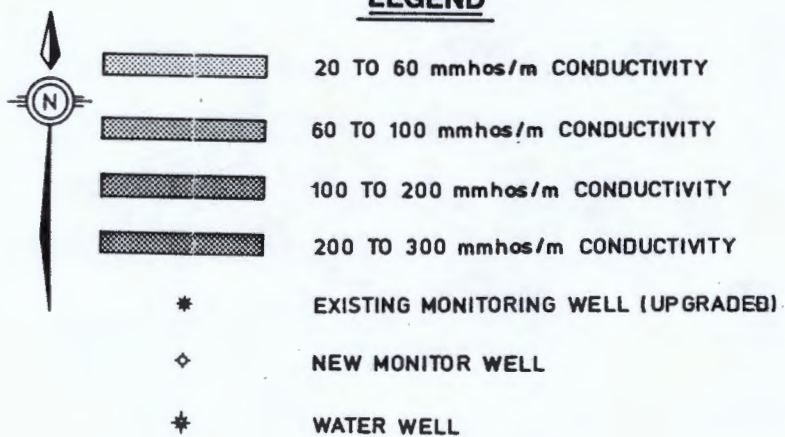 LEGEND
N
20 TO 60 mmhos/m CONDUCTIVITY
60 TO 100 mmhos/m CONDUCTIVITY
100 TO 200 mmhos/m CONDUCTIVITY
200 TO 300 mmhos/m CONDUCTIVITY
EXISTING MONITORING WELL (UPGRADED)
NEW MONITOR WELL
WATER WELL